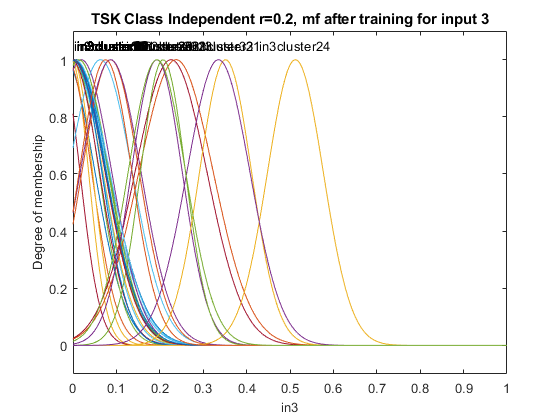 TSK Class Independent r=0.2, mf after training for input 3
in3cluster24
1
0.8
0.6
0.4
0.2
0
Degree of membership
0 0.1 0.2 0.3 0.4 0.5 0.6 0.7 0.8 0.9 1
in3